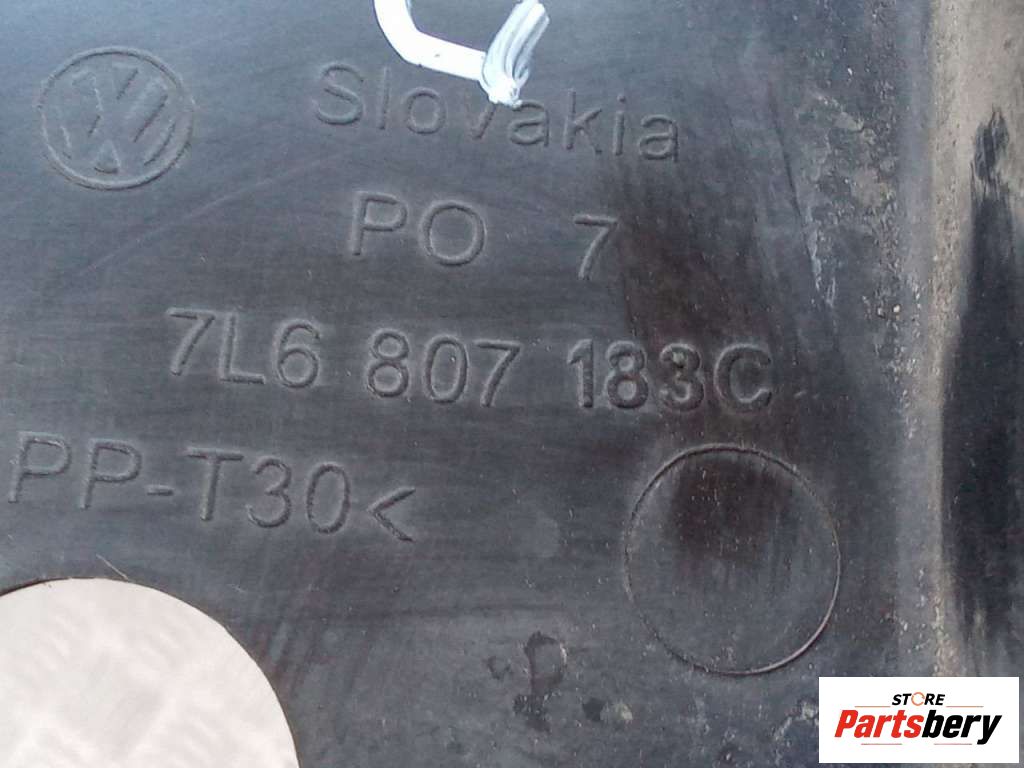 Slovakia
PO 7
7L6 807 183C
PP-T30<
STORE
Partsbery